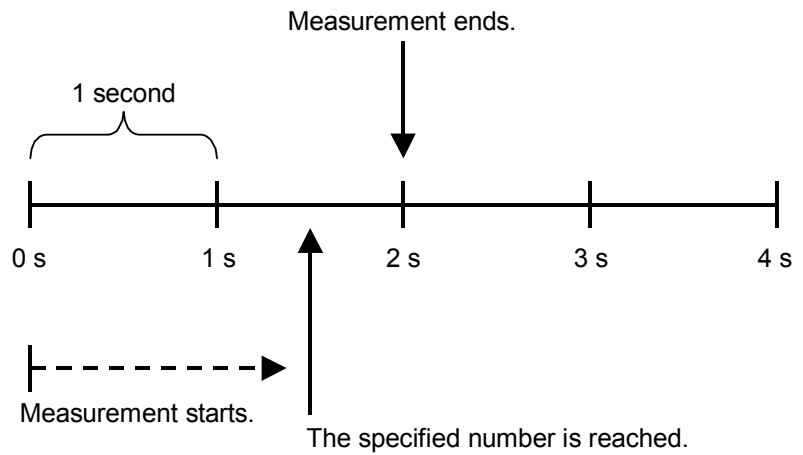 Measurement ends.
1 second
0 s
1 s
2 s
3 s
4 s
Measurement starts.
The specified number is reached.